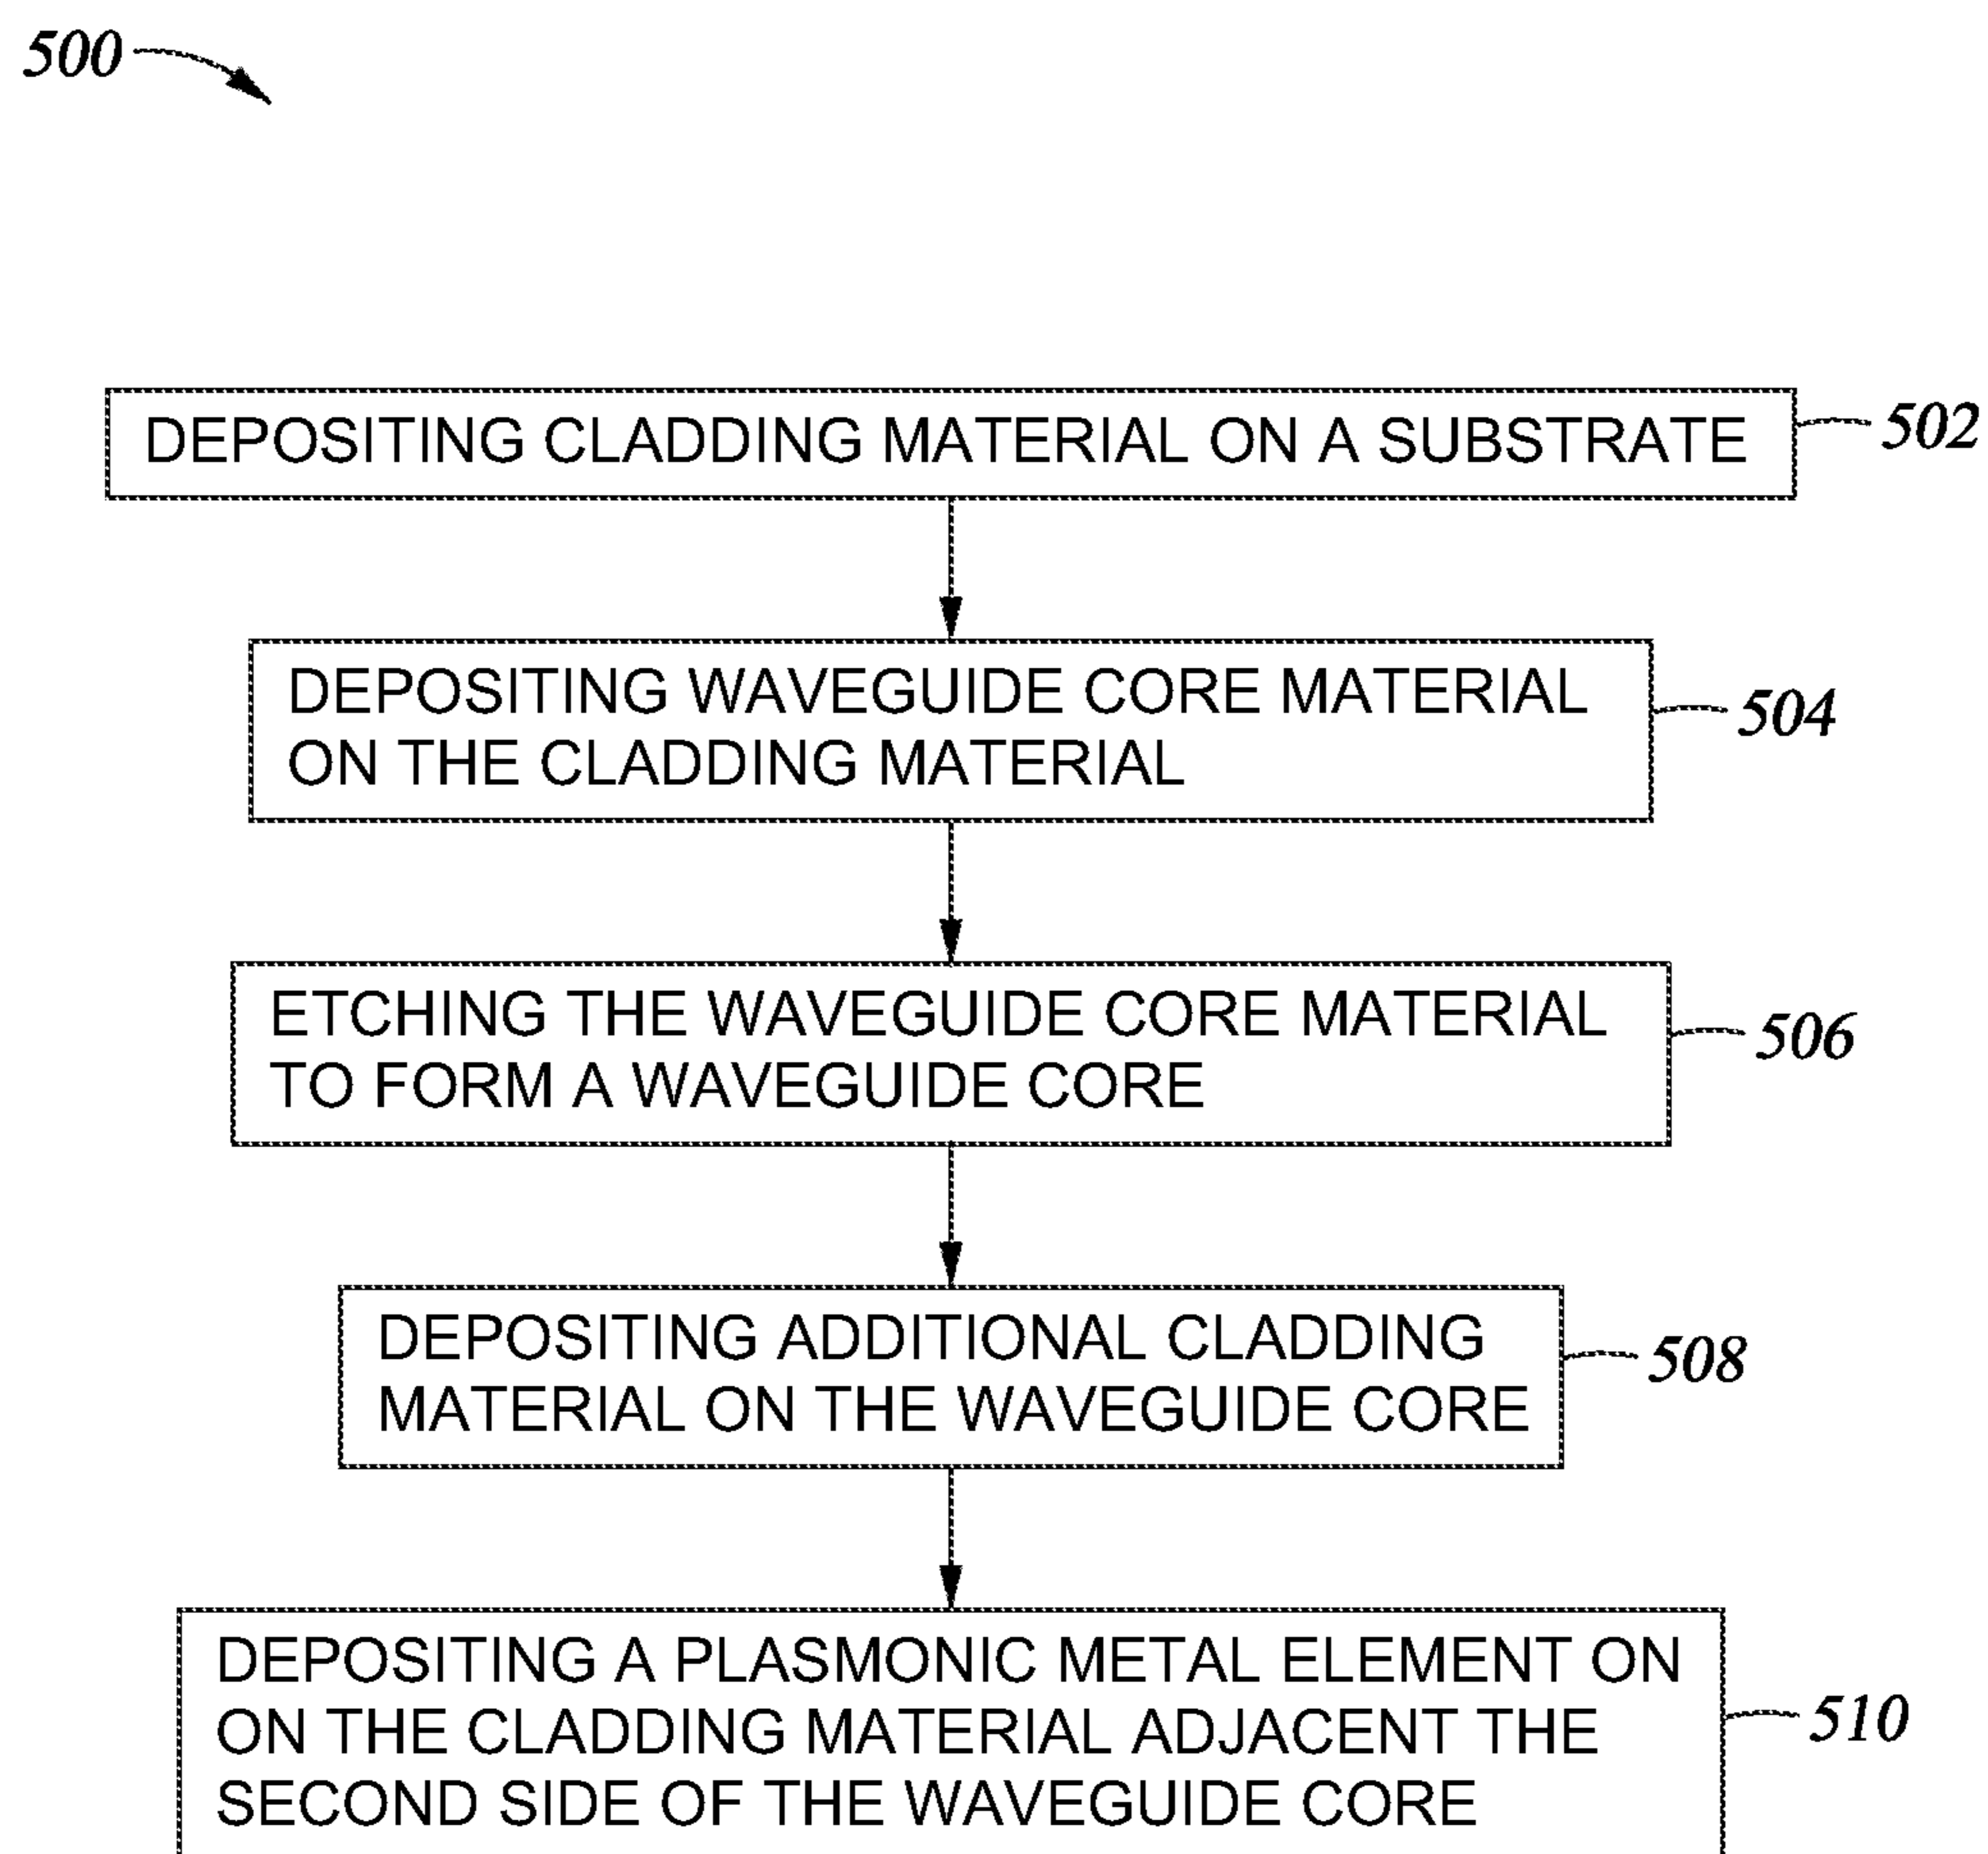 500
DEPOSITING CLADDING MATERIAL ON A SUBSTRATE
502
DEPOSITING WAVEGUIDE CORE MATERIAL
ON THE CLADDING MATERIAL
504
ETCHING THE WAVEGUIDE CORE MATERIAL
TO FORM A WAVEGUIDE CORE
506
DEPOSITING ADDITIONAL CLADDING
MATERIAL ON THE WAVEGUIDE CORE
508
DEPOSITING A PLASMONIC METAL ELEMENT ON
ON THE CLADDING MATERIAL ADJACENT THE
SECOND SIDE OF THE WAVEGUIDE CORE
510